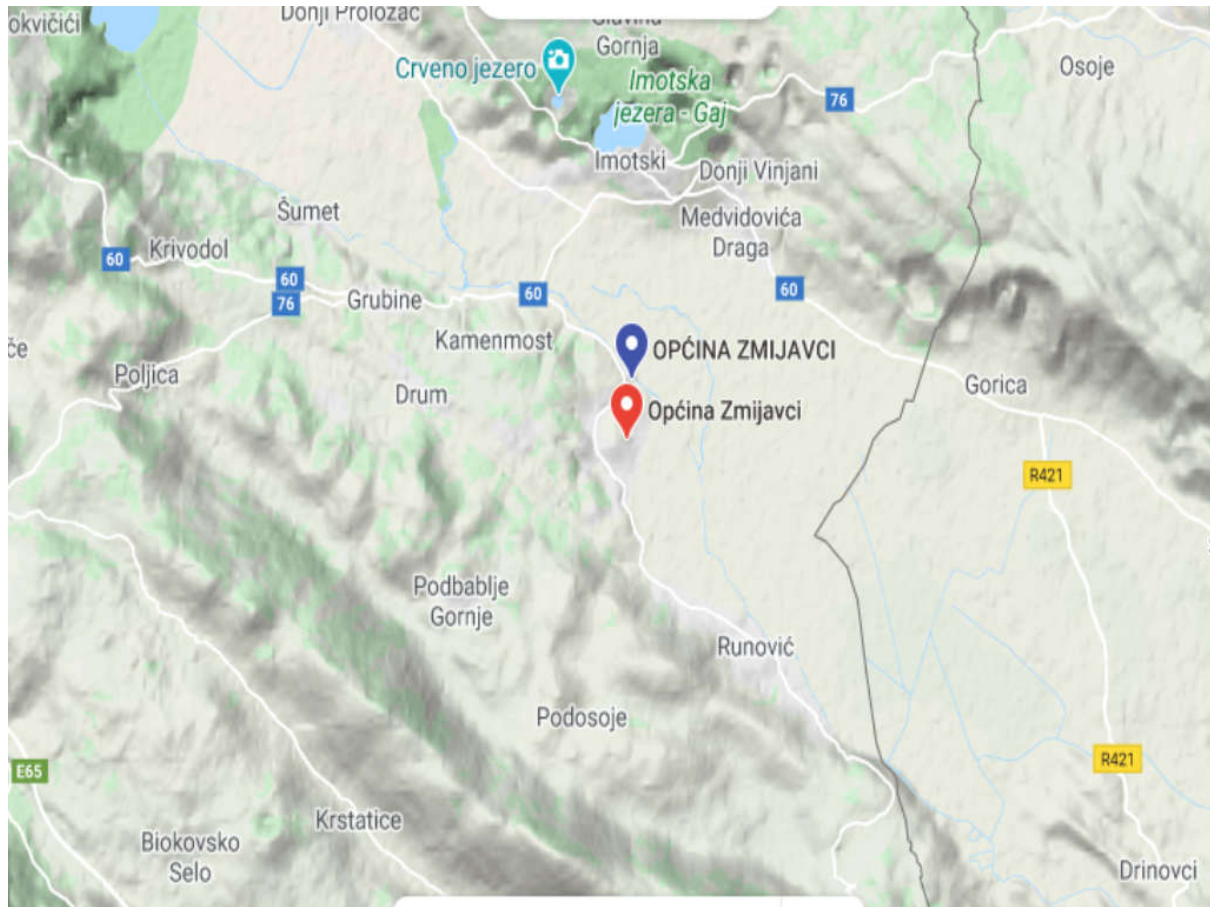 Donji Proložac
Gornja
Osoje
Crveno jezero
Imotska
jezera - Gaj
76
Imotski
Donji Vinjani
Šumet
Medvidovića
Draga
Krivodol
60
60
76
Grubine
60
60
Kamenmost
OPĆINA ZMIJAVCI
Poljica
Drum
Gorica
Općina Zmijavci
R421
Podbablje
Gornje
Runović
Podosoje
E65
R421
Krstatice
Biokovsko
Selo
Drinovci